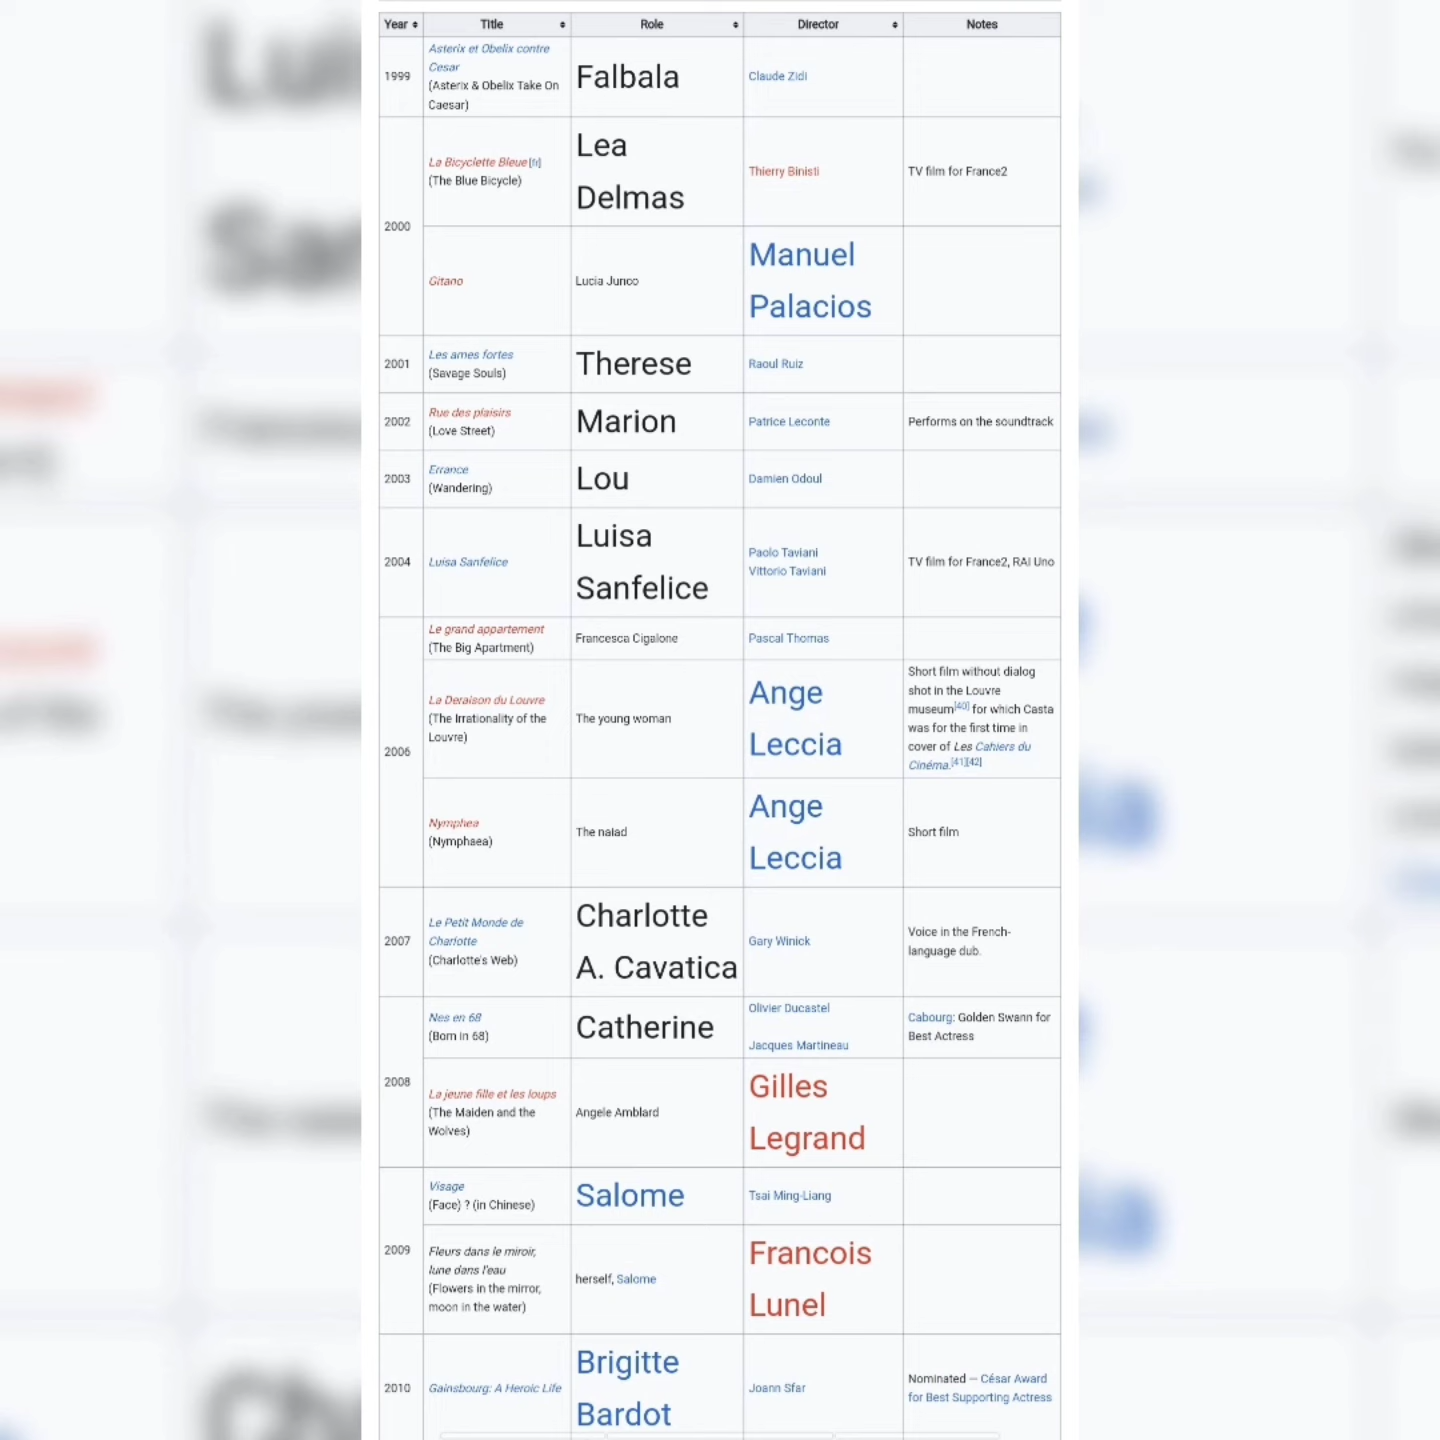 Year Title Role Director Notes
1999
Asterix et Obelix contre
Cesar
(Asterix & Obelix Take On
Caesar)
Falbala
Claude Zidi
2000
La Bicyclette Bleue [fr]
(The Blue Bicycle)
Lea
Delmas
Thierry Binisti
TV film for France2
Gitano
Lucia Junco
Manuel
Palacios
2001
Les ames fortes
(Savage Souls)
Therese
Raoul Ruiz
2002
Rue des plaisirs
(Love Street)
Marion
Patrice Leconte
Performs on the soundtrack
2003
Errance
(Wandering)
Lou
Damien Odoul
2004
Luisa Sanfelice
Luisa
Sanfelice
Paolo Taviani
Vittorio Taviani
TV film for France2, RAI Uno
2006
Le grand appartement
(The Big Apartment)
Francesca Cigalone
Pascal Thomas
La Deraison du Louvre
(The Irrationality of the
Louvre)
The young woman
Ange
Leccia
Short film without dialog
shot in the Louvre
museum[40] for which Casta
was for the first time in
cover of Les Cahiers du
Cinéma.[41][42]
Nymphea
(Nymphaea)
The naiad
Ange
Leccia
Short film
2007
Le Petit Monde de
Charlotte
(Charlotte's Web)
Charlotte
A. Cavatica
Gary Winick
Voice in the French-
language dub.
2008
Nes en 68
(Born in 68)
Catherine
Olivier Ducastel
Jacques Martineau
Cabourg: Golden Swann for
Best Actress
La jeune fille et les loups
(The Maiden and the
Wolves)
Angele Amblard
Gilles
Legrand
2009
Visage
(Face) ? (in Chinese)
Salome
Tsai Ming-Liang
Fleurs dans le miroir,
lune dans l'eau
(Flowers in the mirror,
moon in the water)
herself, Salome
Francois
Lunel
2010
Gainsbourg: A Heroic Life
Brigitte
Bardot
Joann Sfar
Nominated — César Award
for Best Supporting Actress